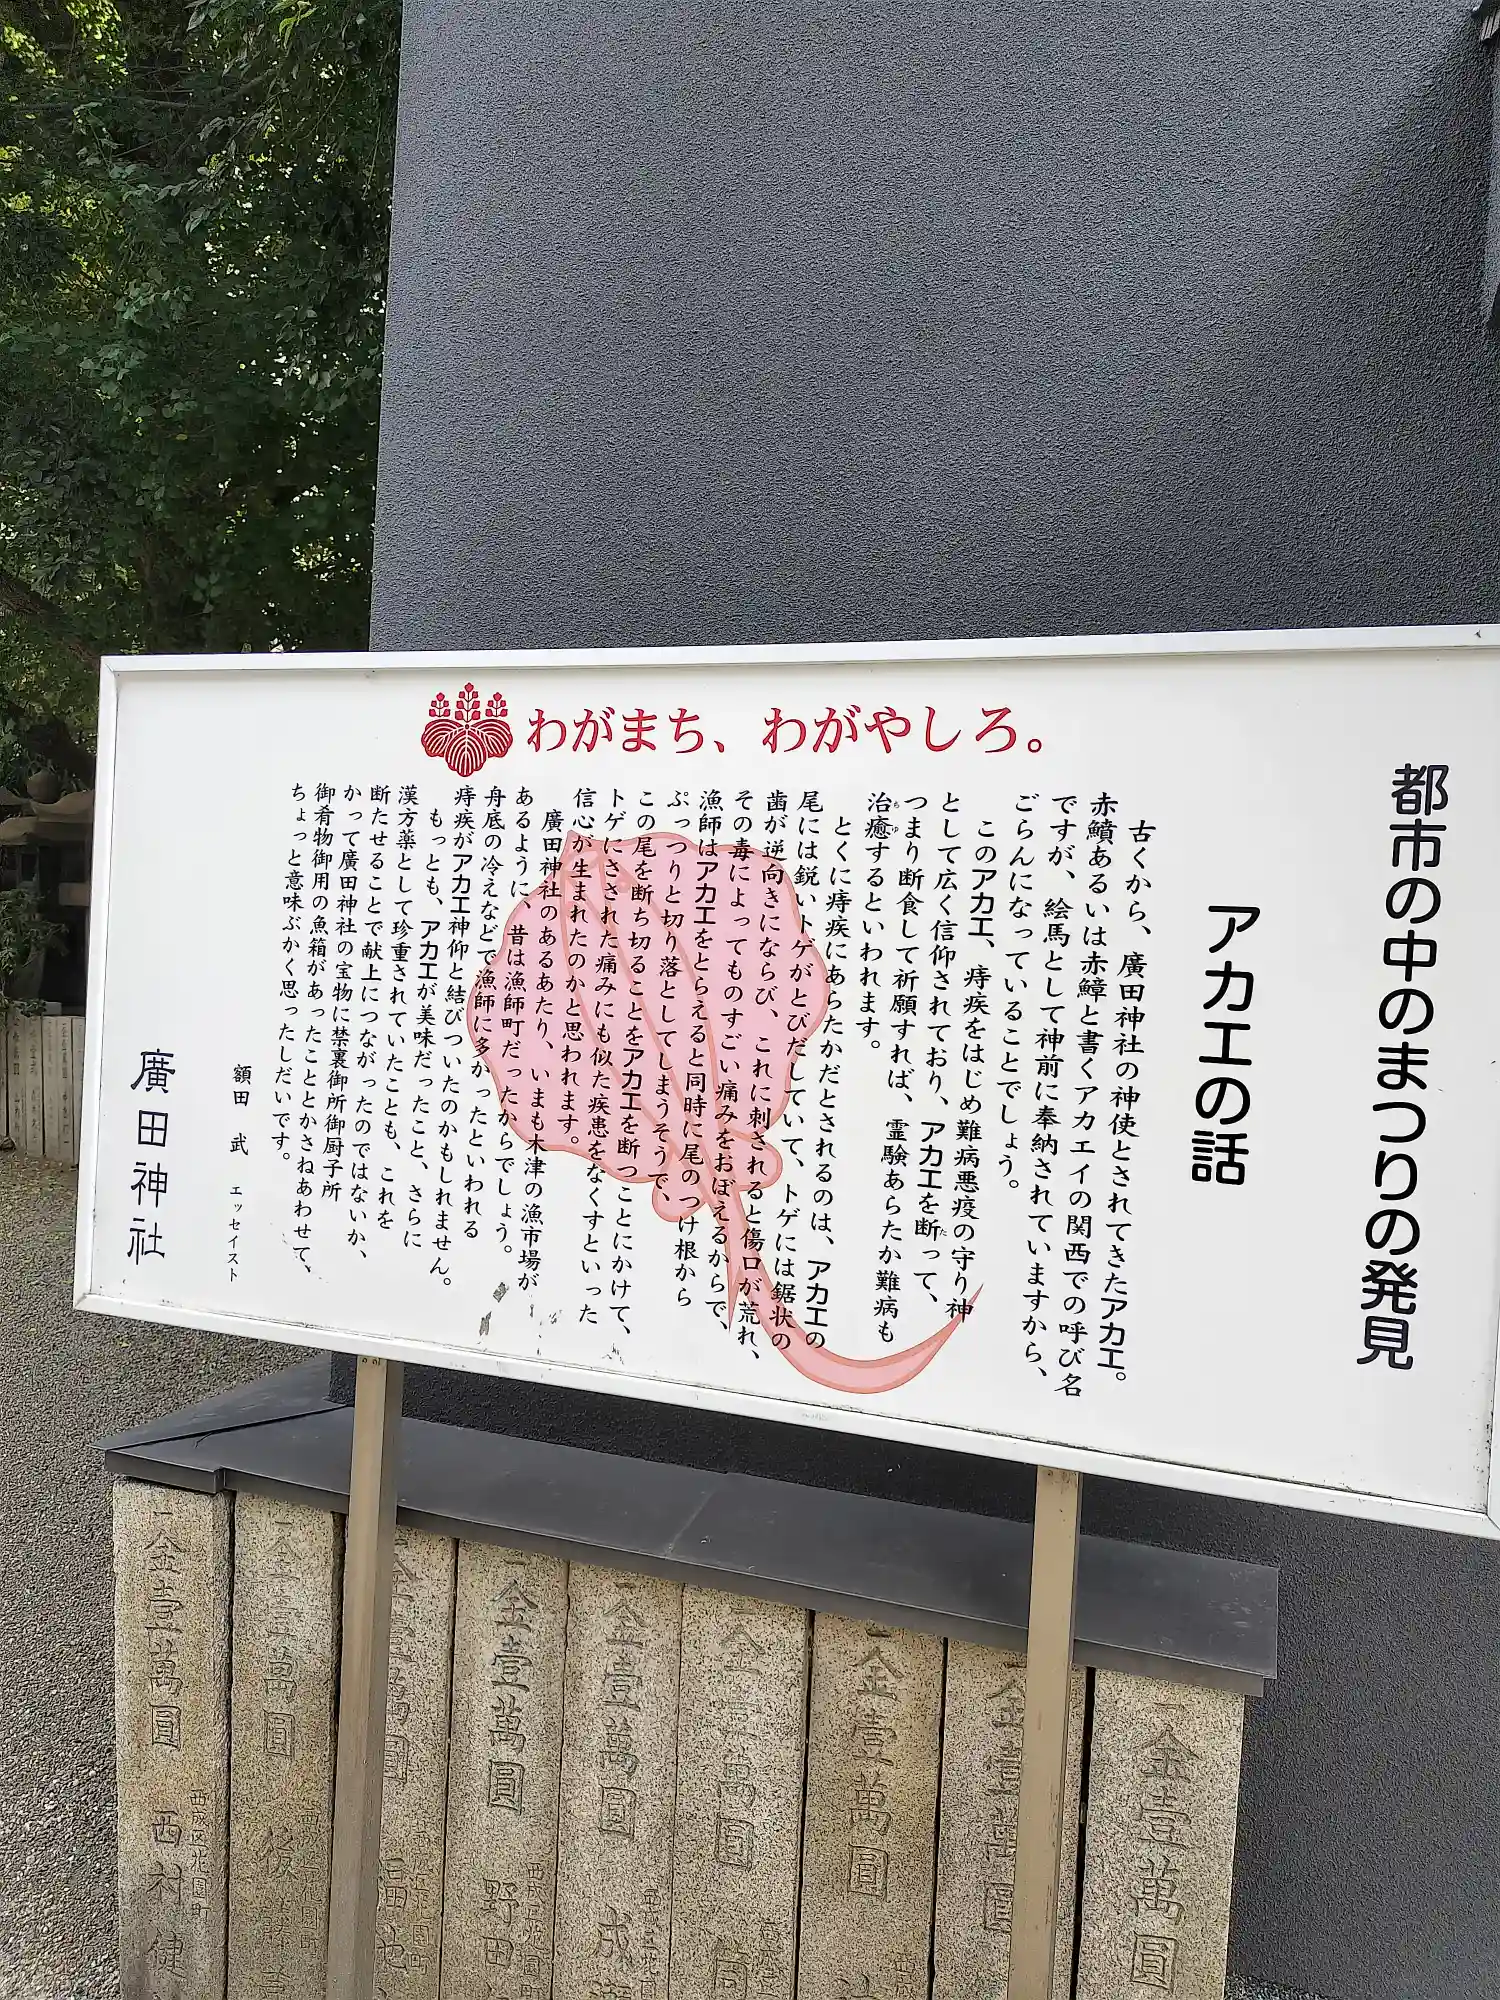 わがまち、わがやしろ。
都市の中のまつりの発見
アカエの話
古くから、廣田神社の神使とされてきたアカエ。
赤鱝あるいは赤鱆と書くアカエイの関西での呼び名
ですが、絵馬として神前に奉納されていますから、
ごらんになっていることでしょう。
このアカエ、痔疾をはじめ難病悪疫の守り神
として広く信仰されており、アカエを断って、
つまり断食して祈願すれば、霊験あらたか難病も
治癒するといわれます。
とくに痔疾にあらたかだとされるのは、アカエの
尾には鋭いトゲがとびだしていて、トゲには鋸状の
歯が逆向きにならび、これに刺されると傷口が荒れ、
その毒によってものすごい痛みをおぼえるからで、
漁師はアカエをとらえると同時に尾のつけ根から
ぷっつりと切り落としてしまうそうで、
この尾を断ち切ることをアカエを断つことにかけて、
トゲにさされた痛みにも似た疾患をなくすといった
信心が生まれたのかと思われます。
廣田神社のあるあたり、いまも木津の漁市場が
あるように、昔は漁師町だったからでしょう。
舟底の冷えなどで漁師に多かったといわれる
痔疾がアカエ神仰と結びついたのかもしれません。
もっとも、アカエが美味だったこと、さらに
漢方薬として珍重されていたことも、これを
断たせることで献上につながったのではないか、
かつて廣田神社の宝物に禁裏御所御厨子所
御肴物御用の魚箱があったこととかさねあわせて、
ちょっと意味ぶかく思ったしだいです。
額田 武 エッセイスト
廣田神社
金壹萬圓 西成区花園町 西村健
金壹萬圓
金壹萬圓
金壹萬圓 野田
金壹萬圓
金壹萬圓
金壹萬圓
金壹萬圓
金壹萬圓